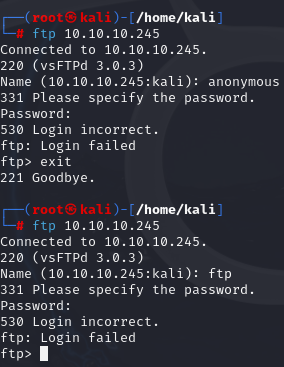 ┌──(root㉿kali)-[/home/kali]
└─# ftp 10.10.10.245
Connected to 10.10.10.245.
220 (vsFTPd 3.0.3)
Name (10.10.10.245:kali): anonymous
331 Please specify the password.
Password:
530 Login incorrect.
ftp: Login failed
ftp> exit
221 Goodbye.
┌──(root㉿kali)-[/home/kali]
└─# ftp 10.10.10.245
Connected to 10.10.10.245.
220 (vsFTPd 3.0.3)
Name (10.10.10.245:kali): ftp
331 Please specify the password.
Password:
530 Login incorrect.
ftp: Login failed
ftp>